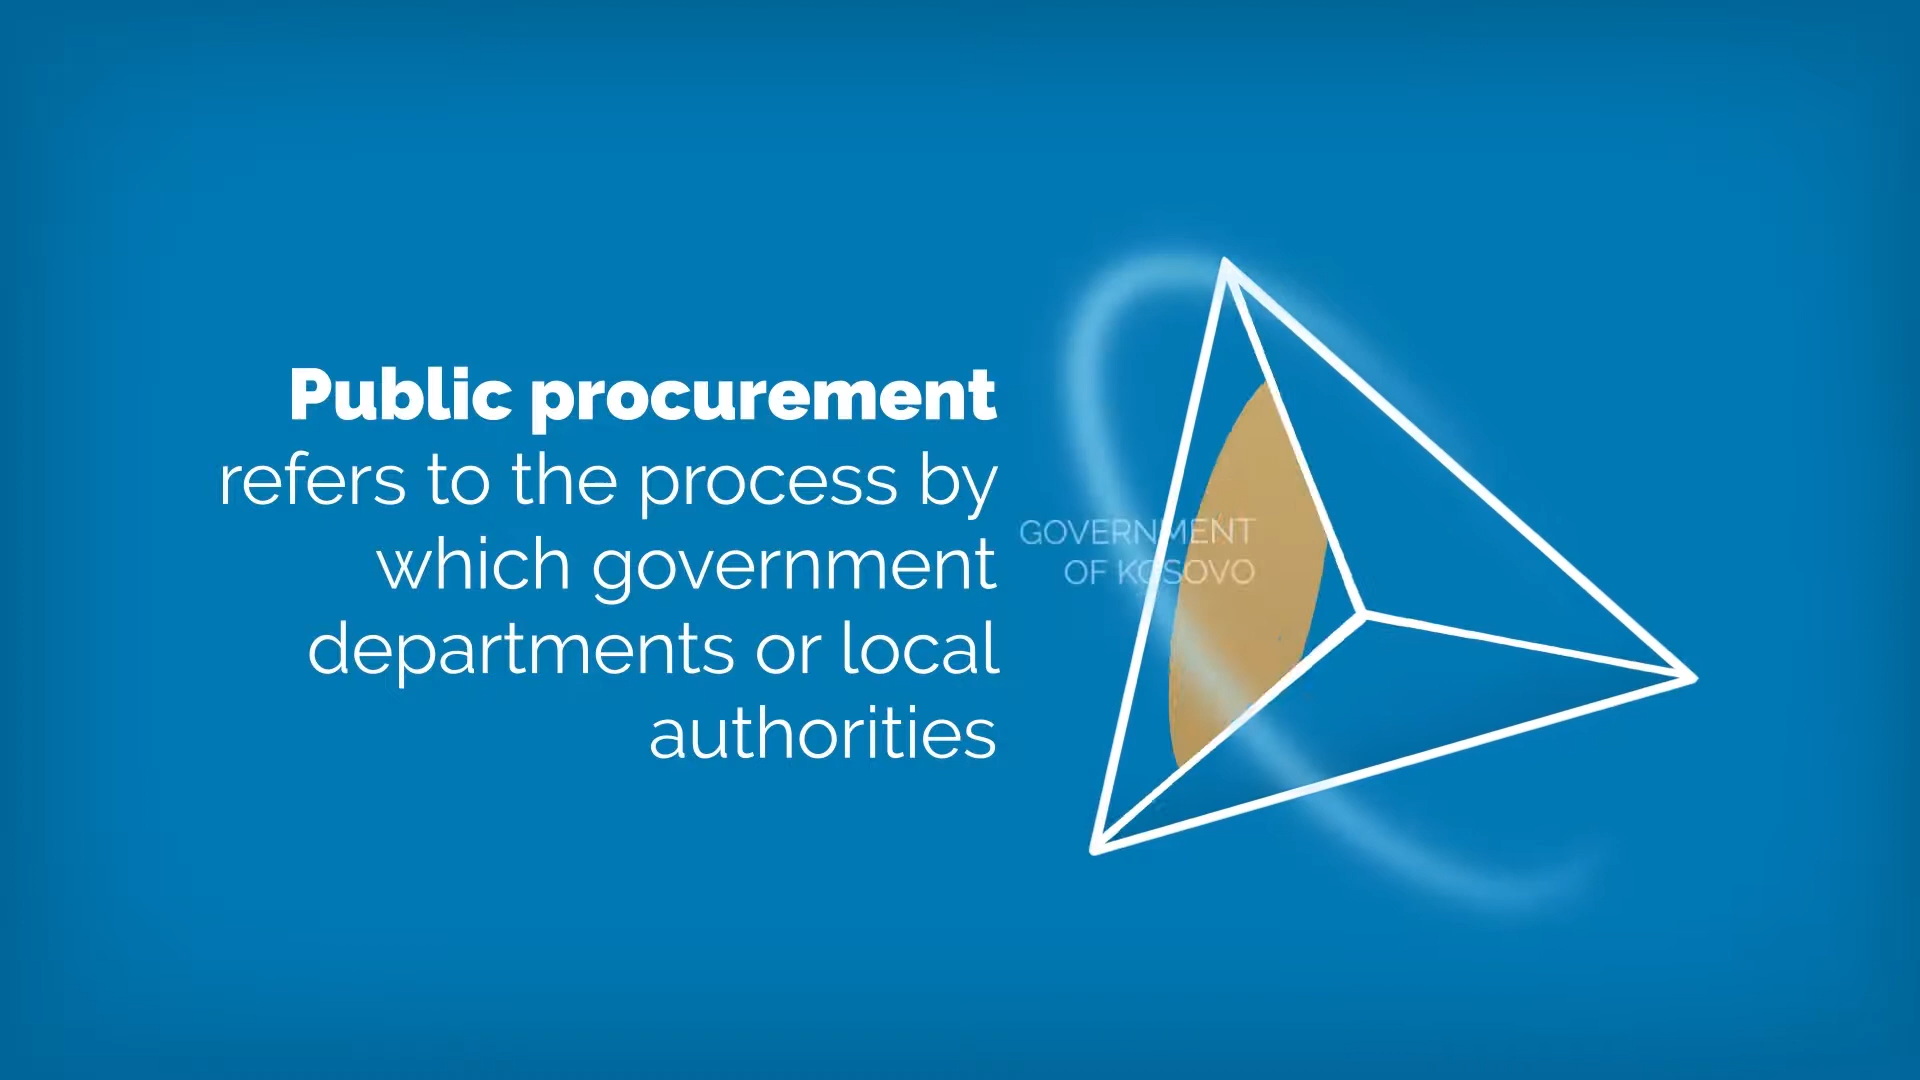 Public procurement
refers to the process by
which government
departments or local
authorities
GOVERNMENT
OF KOSOVO